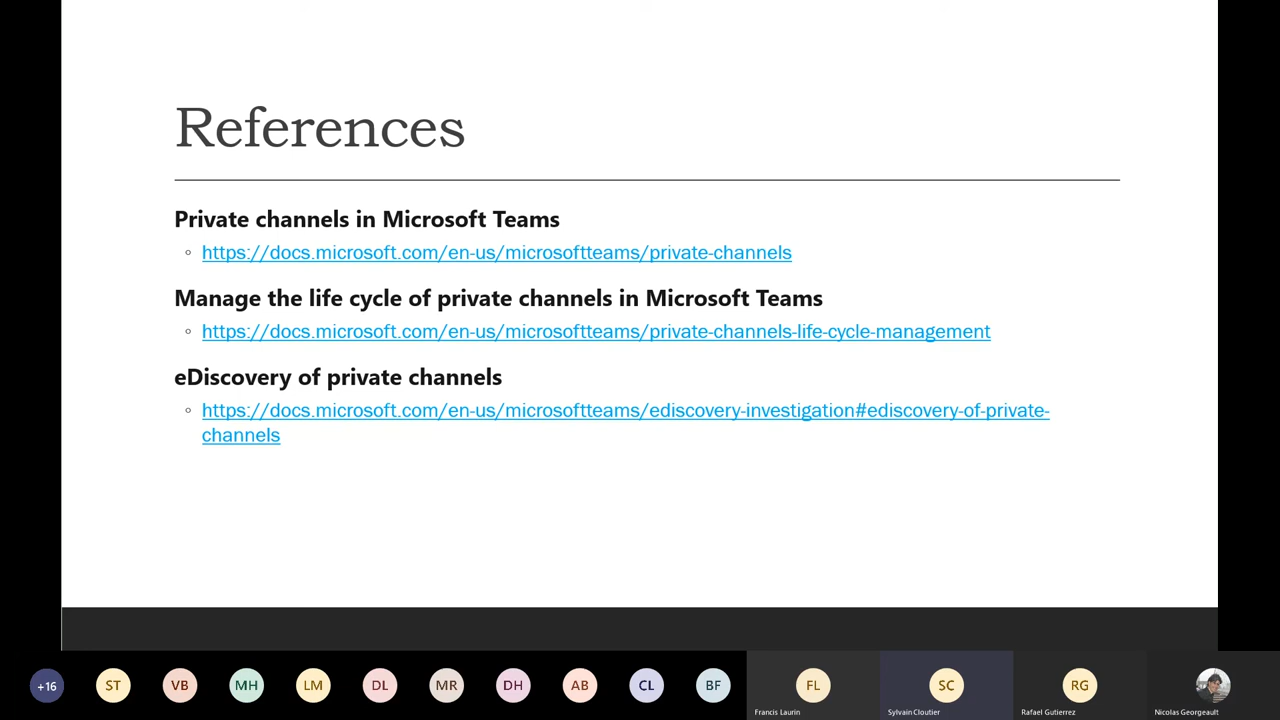 References
Private channels in Microsoft Teams
https://docs.microsoft.com/en-us/microsoftteams/private-channels
Manage the life cycle of private channels in Microsoft Teams
https://docs.microsoft.com/en-us/microsoftteams/private-channels-life-cycle-management
eDiscovery of private channels
https://docs.microsoft.com/en-us/microsoftteams/ediscovery-investigation#ediscovery-of-private-
channels
+16 ST VB MH LM DL MR DH AB CL BF FL SC RG
Francis Laurin Sylvain Cloutier Rafael Gutierrez Nicolas Georgeault